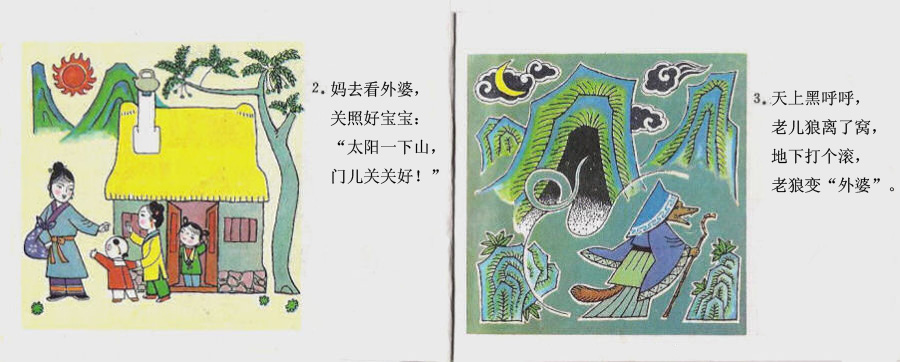 2. 妈去看外婆，
关照好宝宝：
“太阳一下山，
门儿关关好！”
3. 天上黑呼呼，
老儿狼离了窝，
地下打个滚，
老狼变“外婆”。